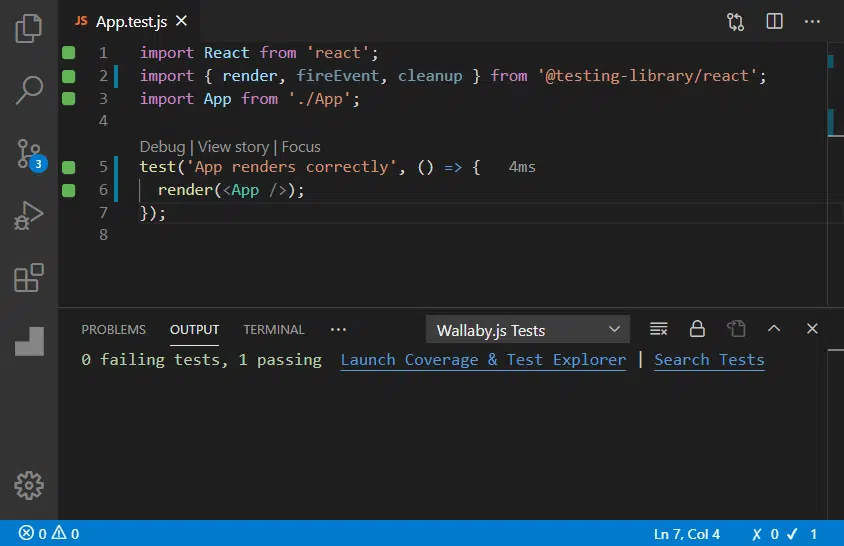 JS App.test.js
1 import React from 'react';
2 import { render, fireEvent, cleanup } from '@testing-library/react';
3 import App from './App';
4
Debug | View story | Focus
5 test('App renders correctly', () => { 4ms
6 render(<App />);
7 });
8
3
PROBLEMS OUTPUT TERMINAL ··· Wallaby.js Tests
0 failing tests, 1 passing Launch Coverage & Test Explorer | Search Tests
0 0 Ln 7, Col 4 ✗ 0 ✓ 1